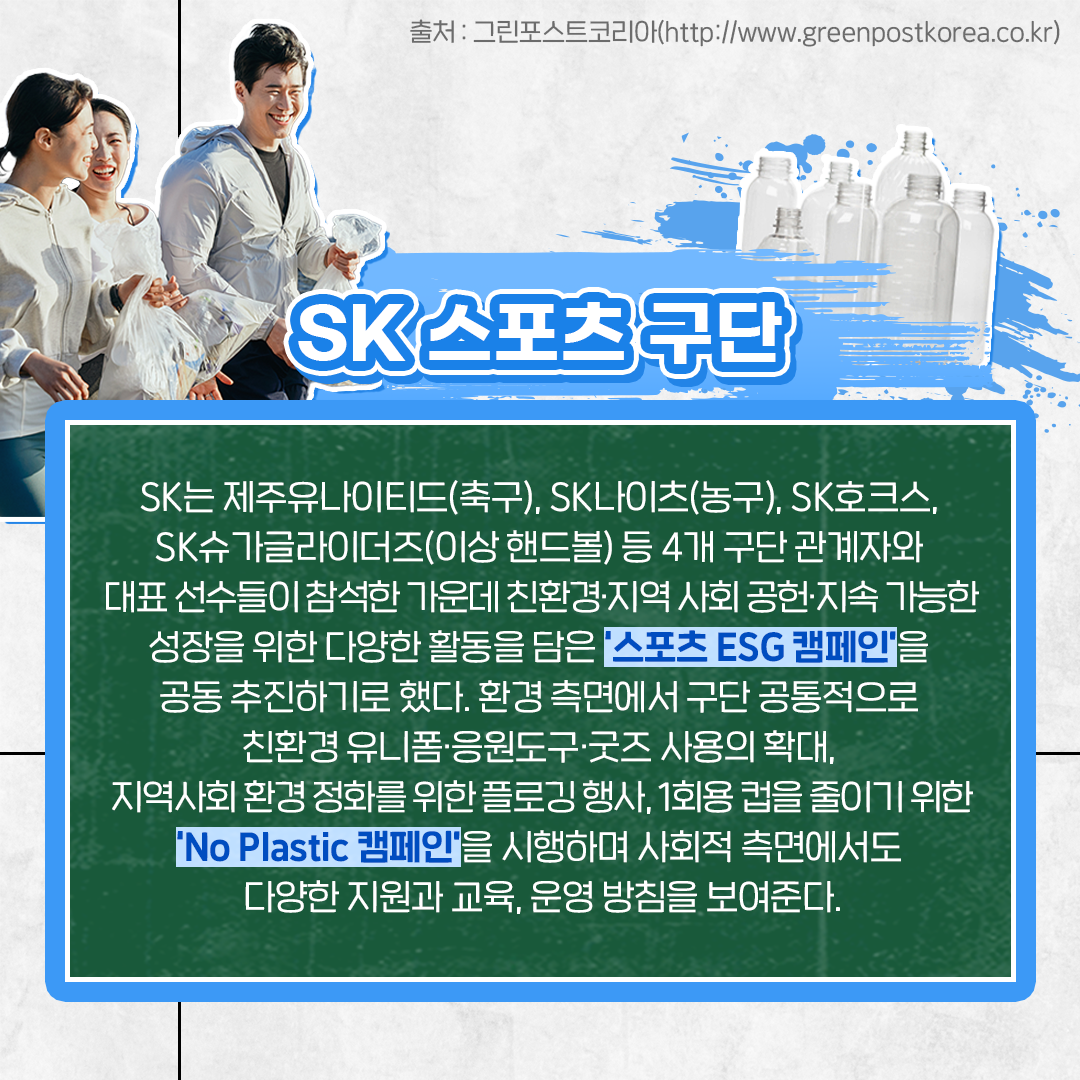 출처 : 그린포스트코리아(http://www.greenpostkorea.co.kr)
SK 스포츠 구단
SK는 제주유나이티드(축구), SK나이츠(농구), SK호크스,
SK슈가글라이더즈(이상 핸드볼) 등 4개 구단 관계자와
대표 선수들이 참석한 가운데 친환경·지역 사회 공헌·지속 가능한
성장을 위한 다양한 활동을 담은 '스포츠 ESG 캠페인'을
공동 추진하기로 했다. 환경 측면에서 구단 공통적으로
친환경 유니폼·응원도구·굿즈 사용의 확대,
지역사회 환경 정화를 위한 플로깅 행사, 1회용 컵을 줄이기 위한
'No Plastic 캠페인'을 시행하며 사회적 측면에서도
다양한 지원과 교육, 운영 방침을 보여준다.